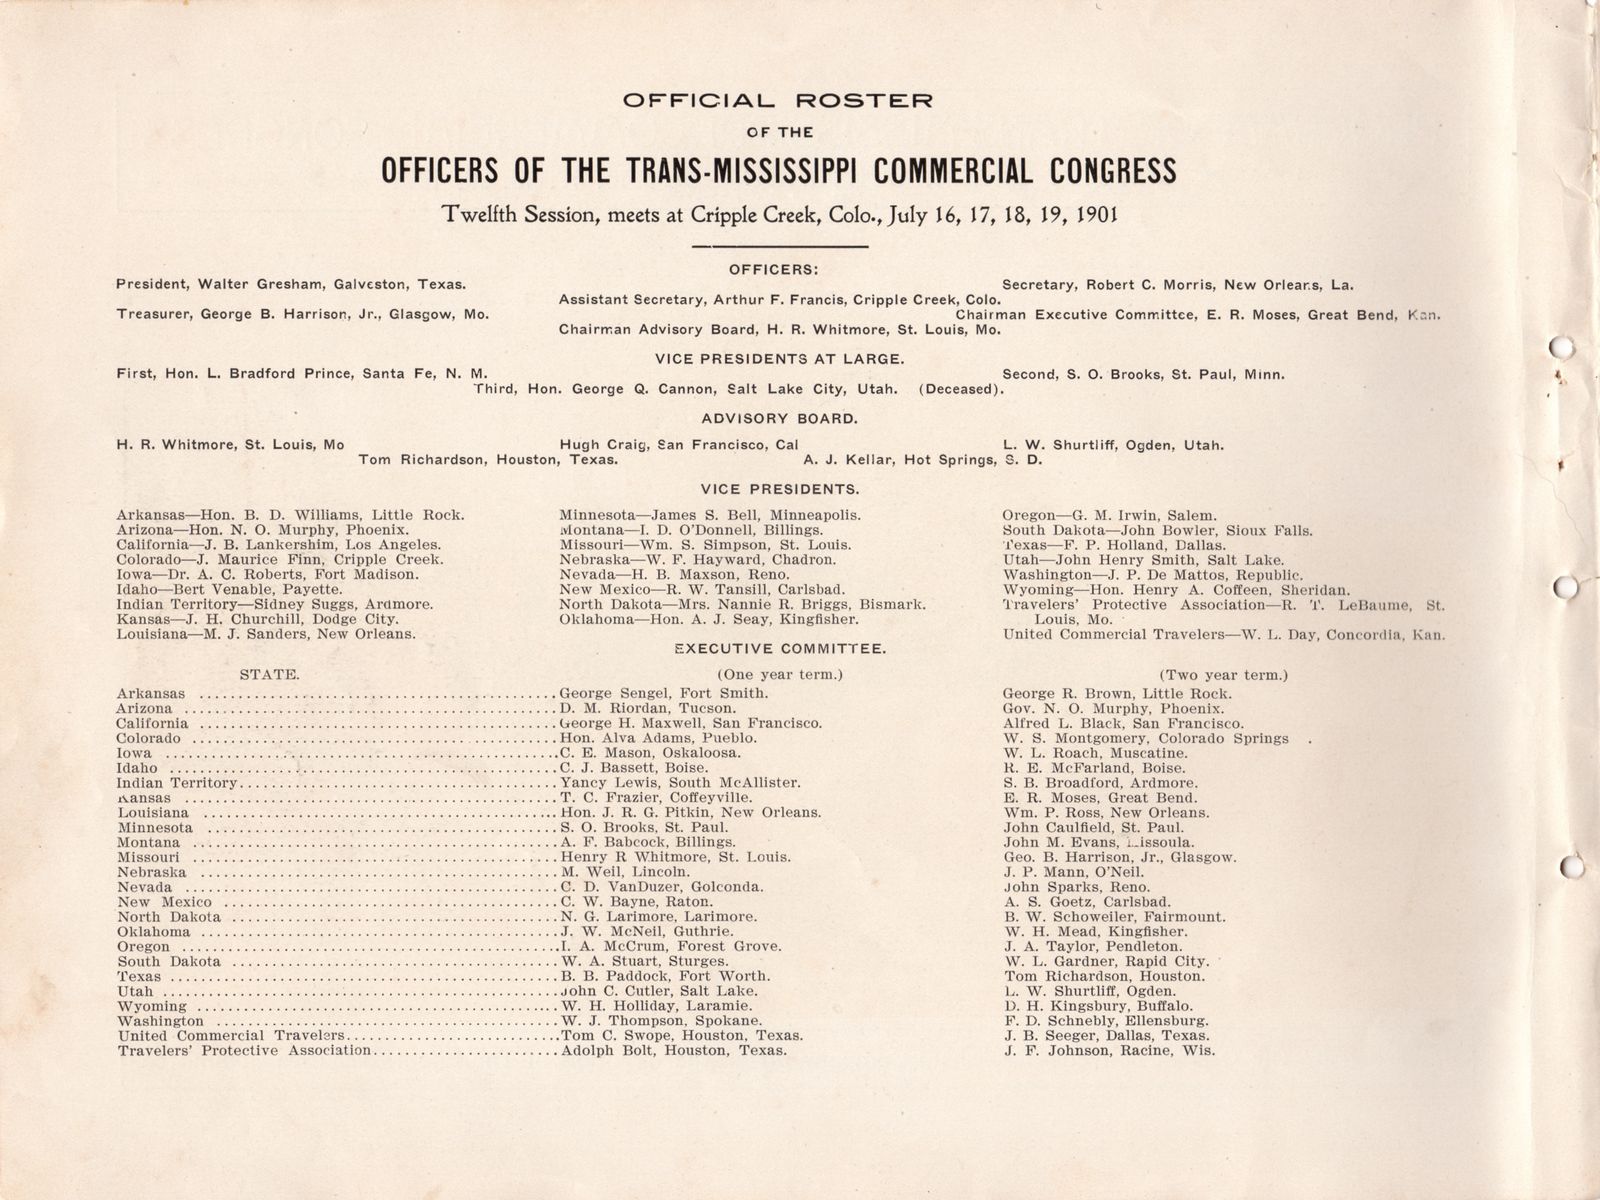 OFFICIAL ROSTER
OF THE
OFFICERS OF THE TRANS-MISSISSIPPI COMMERCIAL CONGRESS
Twelfth Session, meets at Cripple Creek, Colo., July 16, 17, 18, 19, 1901
OFFICERS:
President, Walter Gresham, Galveston, Texas. Secretary, Robert C. Morris, New Orleans, La.
Assistant Secretary, Arthur F. Francis, Cripple Creek, Colo.
Treasurer, George B. Harrison, Jr., Glasgow, Mo. Chairman Executive Committee, E. R. Moses, Great Bend, Kan.
Chairman Advisory Board, H. R. Whitmore, St. Louis, Mo.
VICE PRESIDENTS AT LARGE.
First, Hon. L. Bradford Prince, Santa Fe, N. M. Second, S. O. Brooks, St. Paul, Minn.
Third, Hon. George Q. Cannon, Salt Lake City, Utah. (Deceased).
ADVISORY BOARD.
H. R. Whitmore, St. Louis, Mo Hugh Craig, San Francisco, Cal L. W. Shurtliff, Ogden, Utah.
Tom Richardson, Houston, Texas. A. J. Kellar, Hot Springs, S. D.
VICE PRESIDENTS.
Arkansas—Hon. B. D. Williams, Little Rock.
Arizona—Hon. N. O. Murphy, Phoenix.
California—J. B. Lankershim, Los Angeles.
Colorado—J. Maurice Finn, Cripple Creek.
Iowa—Dr. A. C. Roberts, Fort Madison.
Idaho—Bert Venable, Payette.
Indian Territory—Sidney Suggs, Ardmore.
Kansas—J. H. Churchill, Dodge City.
Louisiana—M. J. Sanders, New Orleans.
Minnesota—James S. Bell, Minneapolis.
Montana—I. D. O'Donnell, Billings.
Missouri—Wm. S. Simpson, St. Louis.
Nebraska—W. F. Hayward, Chadron.
Nevada—H. B. Maxson, Reno.
New Mexico—R. W. Tansill, Carlsbad.
North Dakota—Mrs. Nannie R. Briggs, Bismark.
Oklahoma—Hon. A. J. Seay, Kingfisher.
Oregon—G. M. Irwin, Salem.
South Dakota—John Bowler, Sioux Falls.
Texas—F. P. Holland, Dallas.
Utah—John Henry Smith, Salt Lake.
Washington—J. P. De Mattos, Republic.
Wyoming—Hon. Henry A. Coffeen, Sheridan.
Travelers' Protective Association—R. T. LeBaume, St.
Louis, Mo.
United Commercial Travelers—W. L. Day, Concordia, Kan.
EXECUTIVE COMMITTEE.
STATE. (One year term.) (Two year term.)
Arkansas ........ George Sengel, Fort Smith. George R. Brown, Little Rock.
Arizona ........ D. M. Riordan, Tucson. Gov. N. O. Murphy, Phoenix.
California ........ George H. Maxwell, San Francisco. Alfred L. Black, San Francisco.
Colorado ........ Hon. Alva Adams, Pueblo. W. S. Montgomery, Colorado Springs .
Iowa ........ C. E. Mason, Oskaloosa. W. L. Roach, Muscatine.
Idaho ........ C. J. Bassett, Boise. R. E. McFarland, Boise.
Indian Territory........ Yancy Lewis, South McAllister. S. B. Broadford, Ardmore.
Kansas ........ T. C. Frazier, Coffeyville. E. R. Moses, Great Bend.
Louisiana ........ Hon. J. R. G. Pitkin, New Orleans. Wm. P. Ross, New Orleans.
Minnesota ........ S. O. Brooks, St. Paul. John Caulfield, St. Paul.
Montana ........ A. F. Babcock, Billings. John M. Evans, Missoula.
Missouri ........ Henry R Whitmore, St. Louis. Geo. B. Harrison, Jr., Glasgow.
Nebraska ........ M. Weil, Lincoln. J. P. Mann, O'Neil.
Nevada ........ C. D. VanDuzer, Golconda. John Sparks, Reno.
New Mexico ........ C. W. Bayne, Raton. A. S. Goetz, Carlsbad.
North Dakota ........ N. G. Larimore, Larimore. B. W. Schoweiler, Fairmount.
Oklahoma ........ J. W. McNeil, Guthrie. W. H. Mead, Kingfisher.
Oregon ........ I. A. McCrum, Forest Grove. J. A. Taylor, Pendleton.
South Dakota ........ W. A. Stuart, Sturges. W. L. Gardner, Rapid City.
Texas ........ B. B. Paddock, Fort Worth. Tom Richardson, Houston.
Utah ........ John C. Cutler, Salt Lake. L. W. Shurtliff, Ogden.
Wyoming ........ W. H. Holliday, Laramie. D. H. Kingsbury, Buffalo.
Washington ........ W. J. Thompson, Spokane. F. D. Schnebly, Ellensburg.
United Commercial Travelers........ Tom C. Swope, Houston, Texas. J. B. Seeger, Dallas, Texas.
Travelers' Protective Association........ Adolph Bolt, Houston, Texas. J. F. Johnson, Racine, Wis.